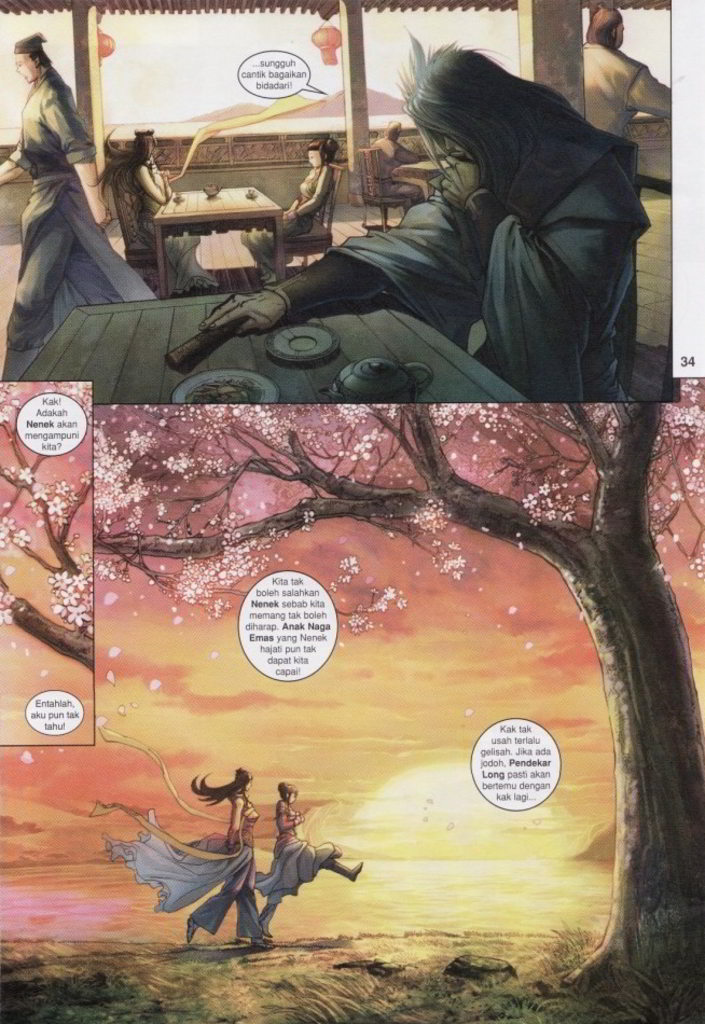 ...sungguh
cantik bagaikan
bidadari!
34
Kak!
Adakah
Nenek akan
mengampuni
kita?
Entahlah,
aku pun tak
tahu!
Kita tak
boleh salahkan
Nenek sebab kita
memang tak boleh
diharap. Anak Naga
Emas yang Nenek
hajati pun tak
dapat kita
capai!
Kak tak
usah terlalu
gelisah. Jika ada
jodoh, Pendekar
Long pasti akan
bertemu dengan
kak lagi...